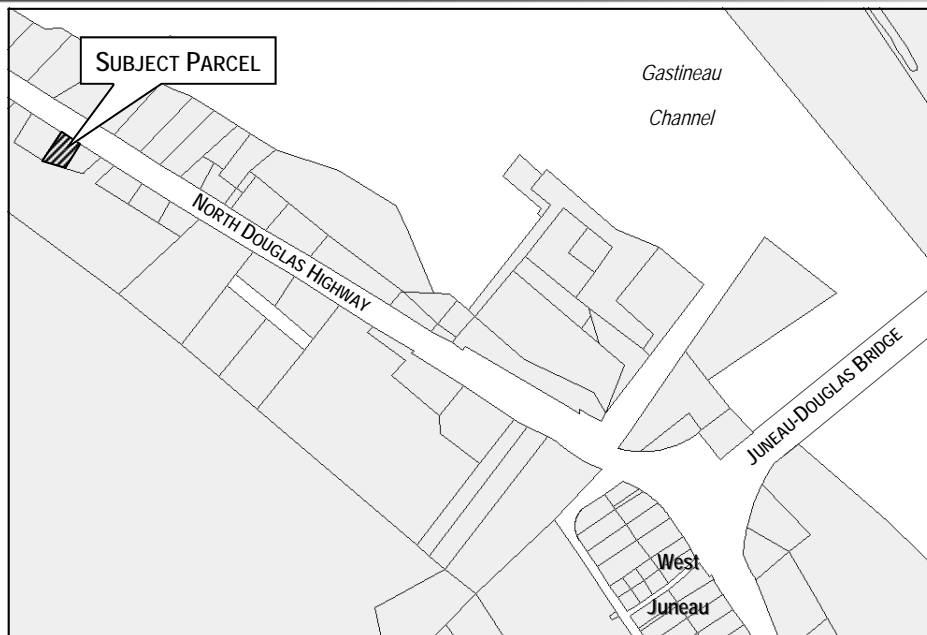 SUBJECT PARCEL
Gastineau
Channel
NORTH DOUGLAS HIGHWAY
JUNEAU-DOUGLAS BRIDGE
West
Juneau